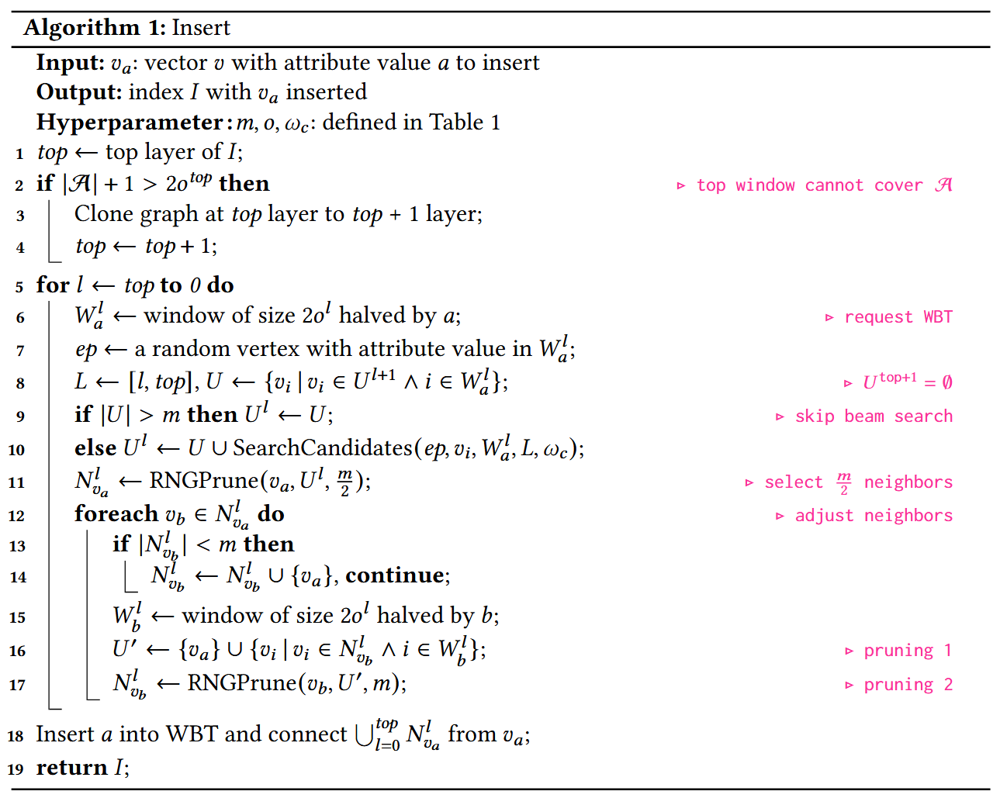 Algorithm 1: Insert
Input: v_a: vector v with attribute value a to insert
Output: index I with v_a inserted
Hyperparameter: m, o, ω_c: defined in Table 1
1 top ← top layer of I;
2 if |𝒜| + 1 > 2o^top then ▹ top window cannot cover 𝒜
3 Clone graph at top layer to top + 1 layer;
4 top ← top + 1;
5 for l ← top to 0 do
6 W_a^l ← window of size 2o^l halved by a; ▹ request WBT
7 ep ← a random vertex with attribute value in W_a^l;
8 L ← [l, top], U ← {v_i | v_i ∈ U^{l+1} ∧ i ∈ W_a^l}; ▹ U^{top+1} = ∅
9 if |U| > m then U^l ← U; ▹ skip beam search
10 else U^l ← U ∪ SearchCandidates(ep, v_i, W_a^l, L, ω_c);
11 N_{v_a}^l ← RNGPrune(v_a, U^l, m/2); ▹ select m/2 neighbors
12 foreach v_b ∈ N_{v_a}^l do ▹ adjust neighbors
13 if |N_{v_b}^l| < m then
14 N_{v_b}^l ← N_{v_b}^l ∪ {v_a}, continue;
15 W_b^l ← window of size 2o^l halved by b;
16 U′ ← {v_a} ∪ {v_i | v_i ∈ N_{v_b}^l ∧ i ∈ W_b^l}; ▹ pruning 1
17 N_{v_b}^l ← RNGPrune(v_b, U′, m); ▹ pruning 2
18 Insert a into WBT and connect ⋃_{l=0}^{top} N_{v_a}^l from v_a;
19 return I;